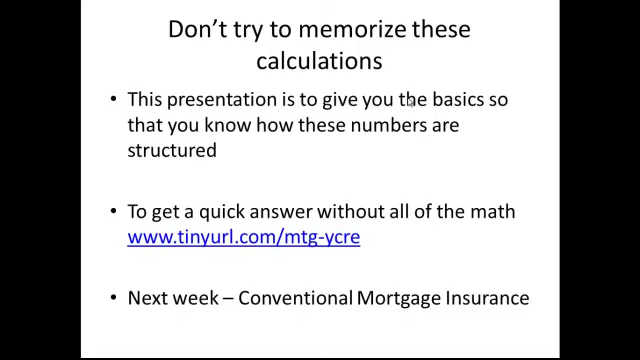 Don't try to memorize these
calculations
• This presentation is to give you the basics so
that you know how these numbers are
structured
• To get a quick answer without all of the math
www.tinyurl.com/mtg-ycre
• Next week – Conventional Mortgage Insurance